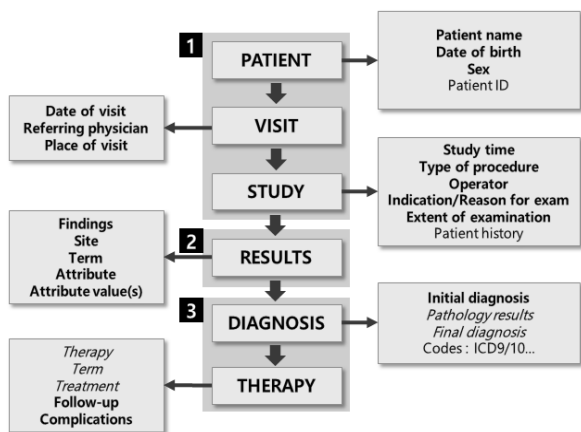 1
PATIENT
Patient name
Date of birth
Sex
Patient ID
Date of visit
Referring physician
Place of visit
VISIT
STUDY
Study time
Type of procedure
Operator
Indication/Reason for exam
Extent of examination
Patient history
2
RESULTS
Findings
Site
Term
Attribute
Attribute value(s)
3
DIAGNOSIS
Initial diagnosis
Pathology results
Final diagnosis
Codes : ICD9/10...
Therapy
Term
Treatment
Follow-up
Complications
THERAPY